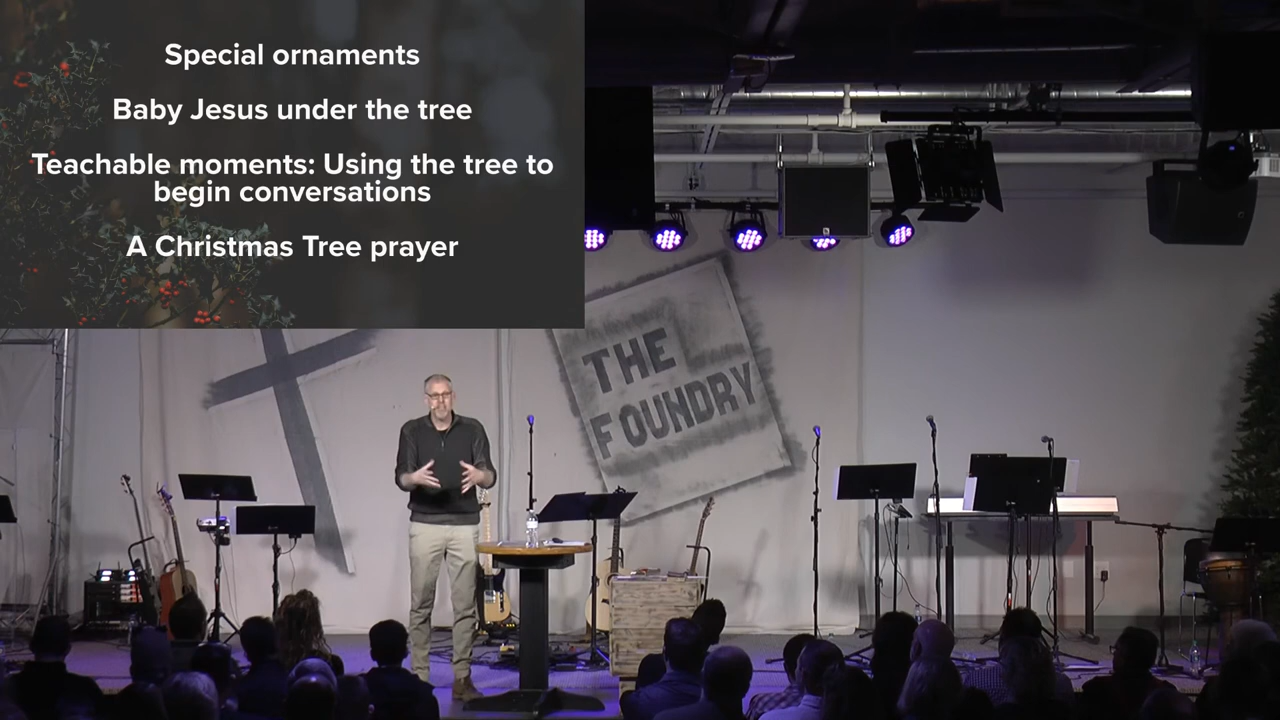 Special ornaments
Baby Jesus under the tree
Teachable moments: Using the tree to
begin conversations
A Christmas Tree prayer
THE
FOUNDRY